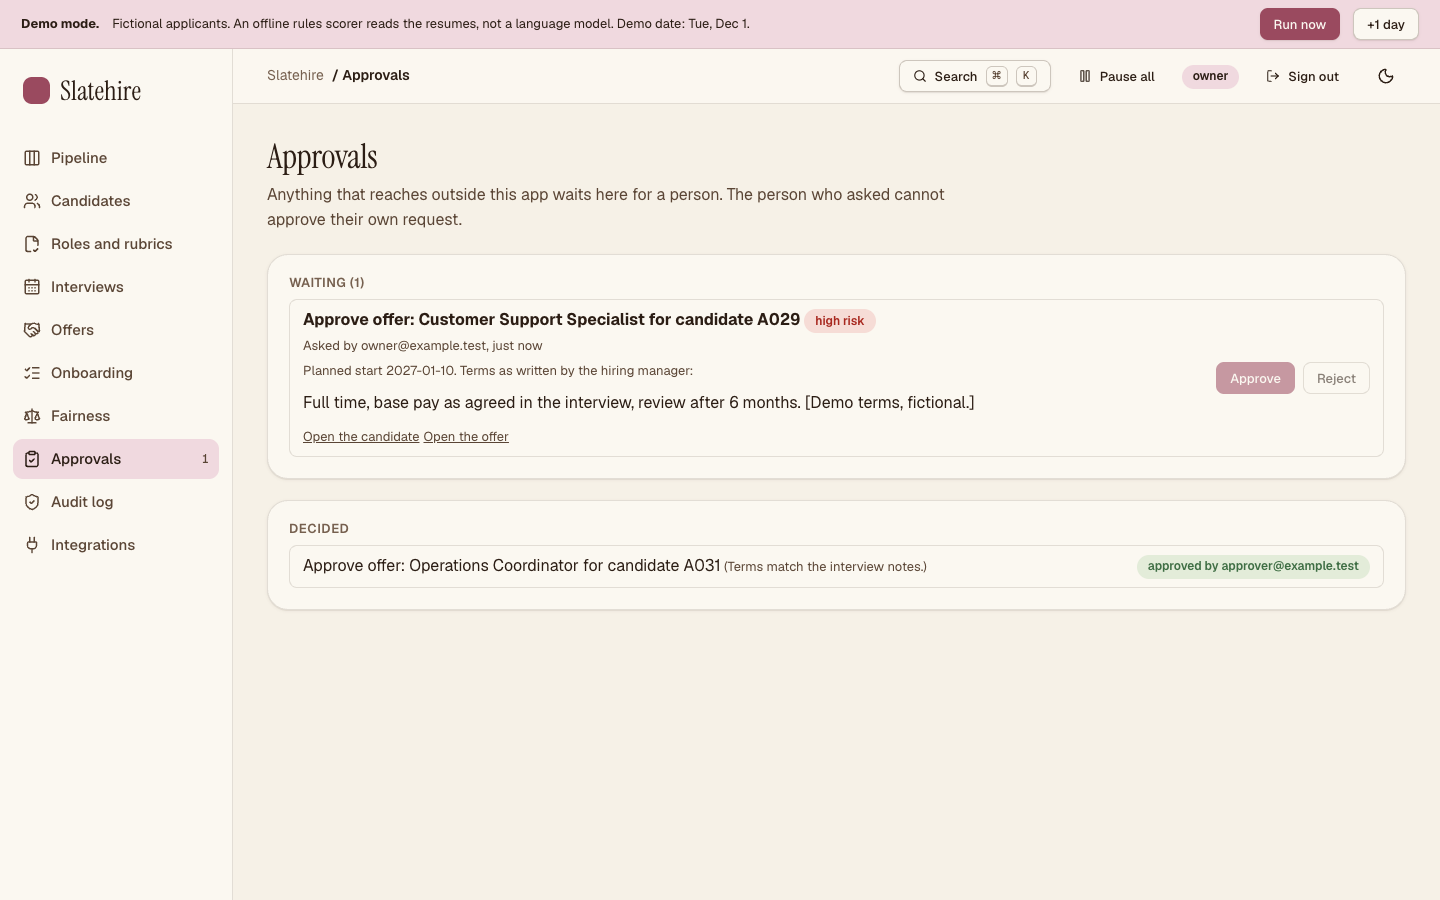 Demo mode. Fictional applicants. An offline rules scorer reads the resumes, not a language model. Demo date: Tue, Dec 1.
Run now
+1 day
Slatehire
Slatehire / Approvals
Search ⌘ K
Pause all
owner
Sign out
Pipeline
Candidates
Roles and rubrics
Interviews
Offers
Onboarding
Fairness
Approvals 1
Audit log
Integrations
Approvals
Anything that reaches outside this app waits here for a person. The person who asked cannot
approve their own request.
WAITING (1)
Approve offer: Customer Support Specialist for candidate A029 high risk
Asked by owner@example.test, just now
Planned start 2027-01-10. Terms as written by the hiring manager:
Full time, base pay as agreed in the interview, review after 6 months. [Demo terms, fictional.]
Open the candidate Open the offer
Approve
Reject
DECIDED
Approve offer: Operations Coordinator for candidate A031 (Terms match the interview notes.)
approved by approver@example.test